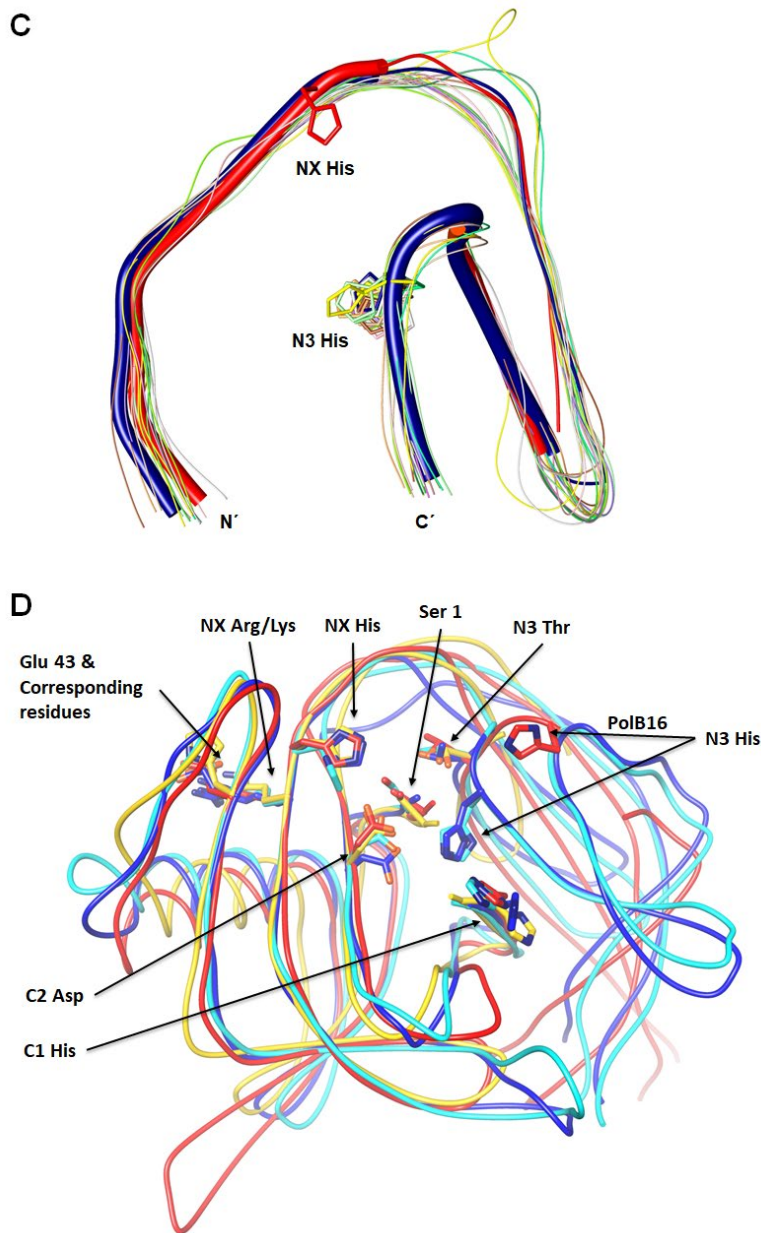 C
NX His
N3 His
N´
C´
D
NX Arg/Lys
NX His
Ser 1
N3 Thr
Glu 43 &
Corresponding
residues
PolB16
N3 His
C2 Asp
C1 His